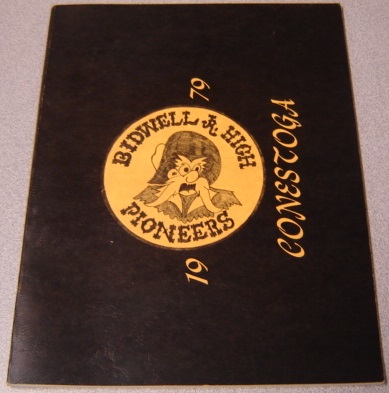 BIDWELL JR HIGH
PIONEERS
19 79
CONESTOGA